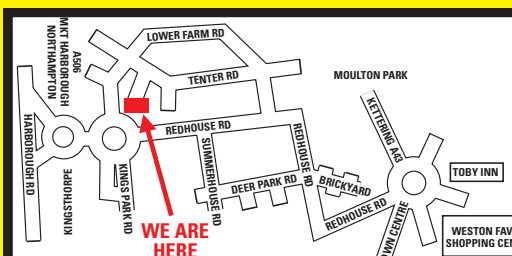 LOWER FARM RD
A506
MKT HARBOROUGH
NORTHAMPTON
TENTER RD
MOULTON PARK
KETTERING A43
HARBOROUGH RD
REDHOUSE RD
REDHOUSE RD
SUMMERHOUSE RD
KINGSTHORPE
KINGS PARK RD
DEER PARK RD
BRICKYARD
TOBY INN
REDHOUSE RD
WE ARE
HERE
OWN CENTRE
WESTON FAV
SHOPPING CEN